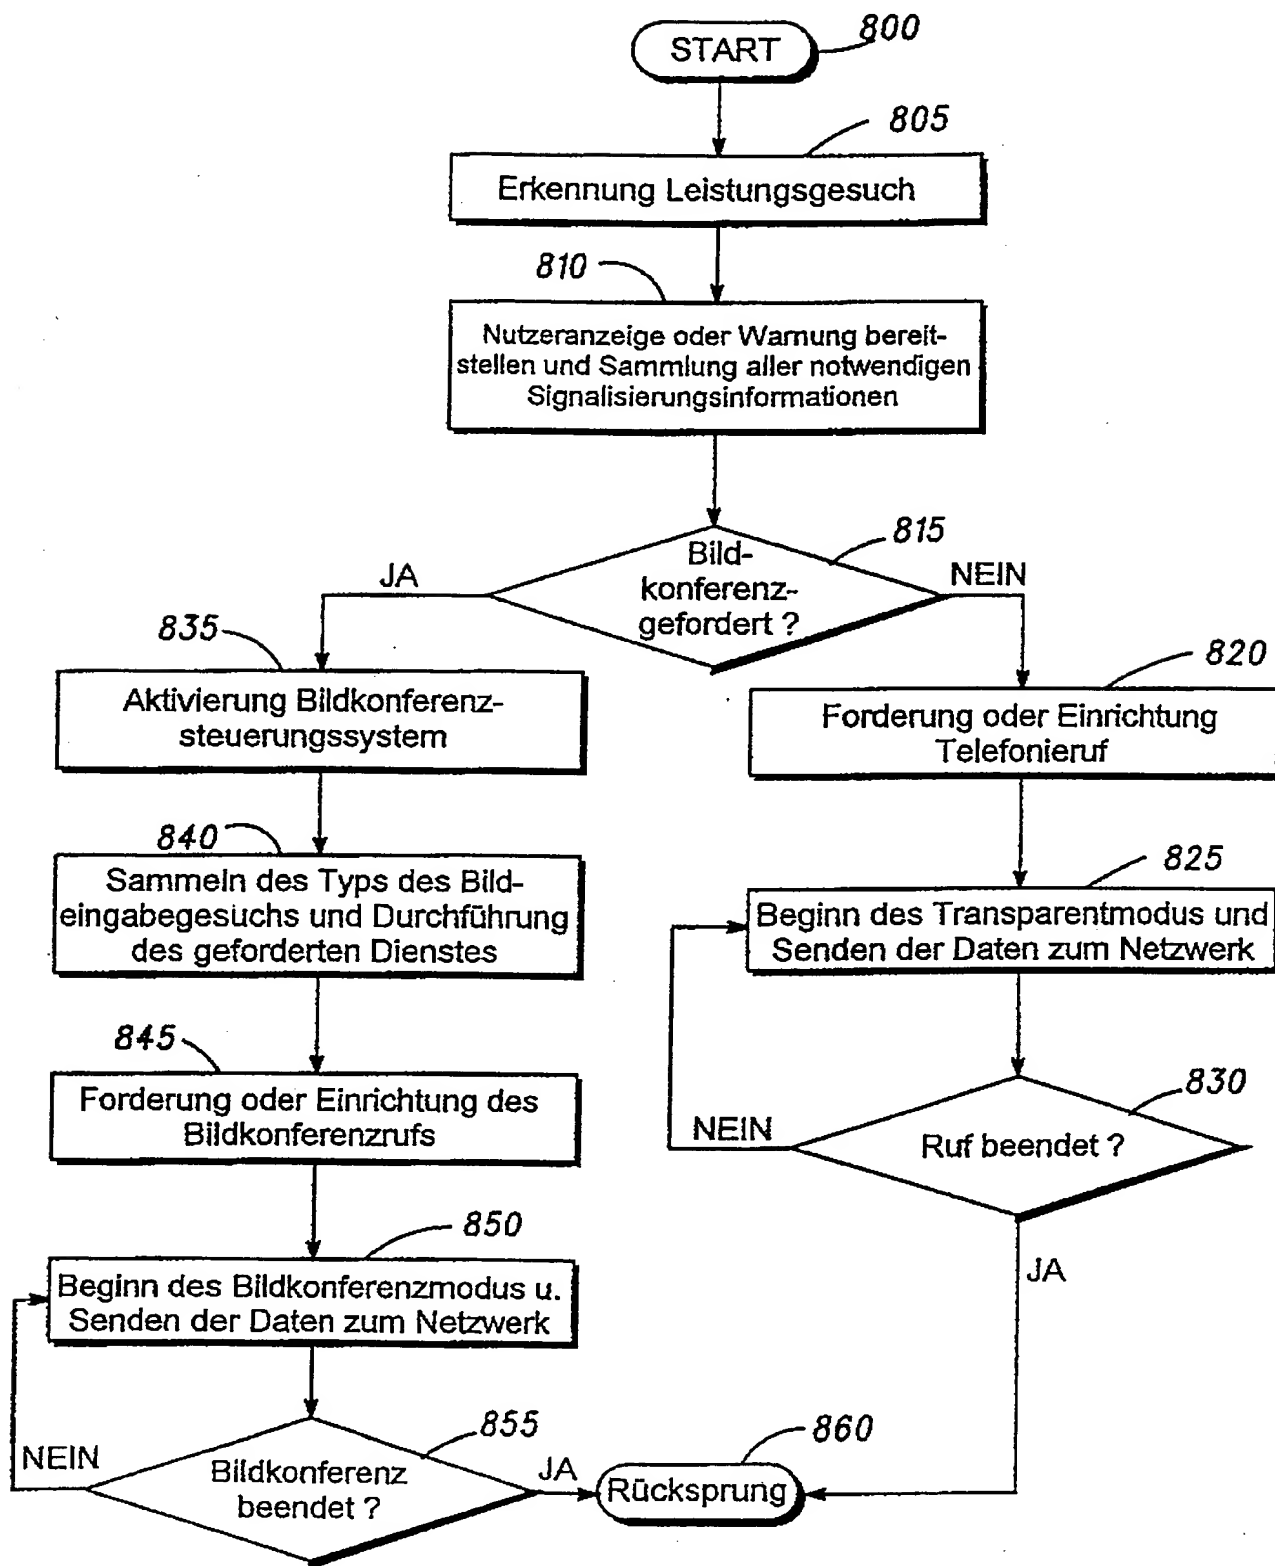 START
800
805
Erkennung Leistungsgesuch
810
Nutzeranzeige oder Warnung bereit-
stellen und Sammlung aller notwendigen
Signalisierungsinformationen
815
Bild-
konferenz-
gefordert ?
JA
NEIN
835
Aktivierung Bildkonferenz-
steuerungssystem
820
Forderung oder Einrichtung
Telefonieruf
840
Sammeln des Typs des Bild-
eingabegesuchs und Durchführung
des geforderten Dienstes
825
Beginn des Transparentmodus und
Senden der Daten zum Netzwerk
845
Forderung oder Einrichtung des
Bildkonferenzrufs
830
Ruf beendet ?
NEIN
JA
850
Beginn des Bildkonferenzmodus u.
Senden der Daten zum Netzwerk
855
Bildkonferenz
beendet ?
NEIN
JA
860
Rücksprung